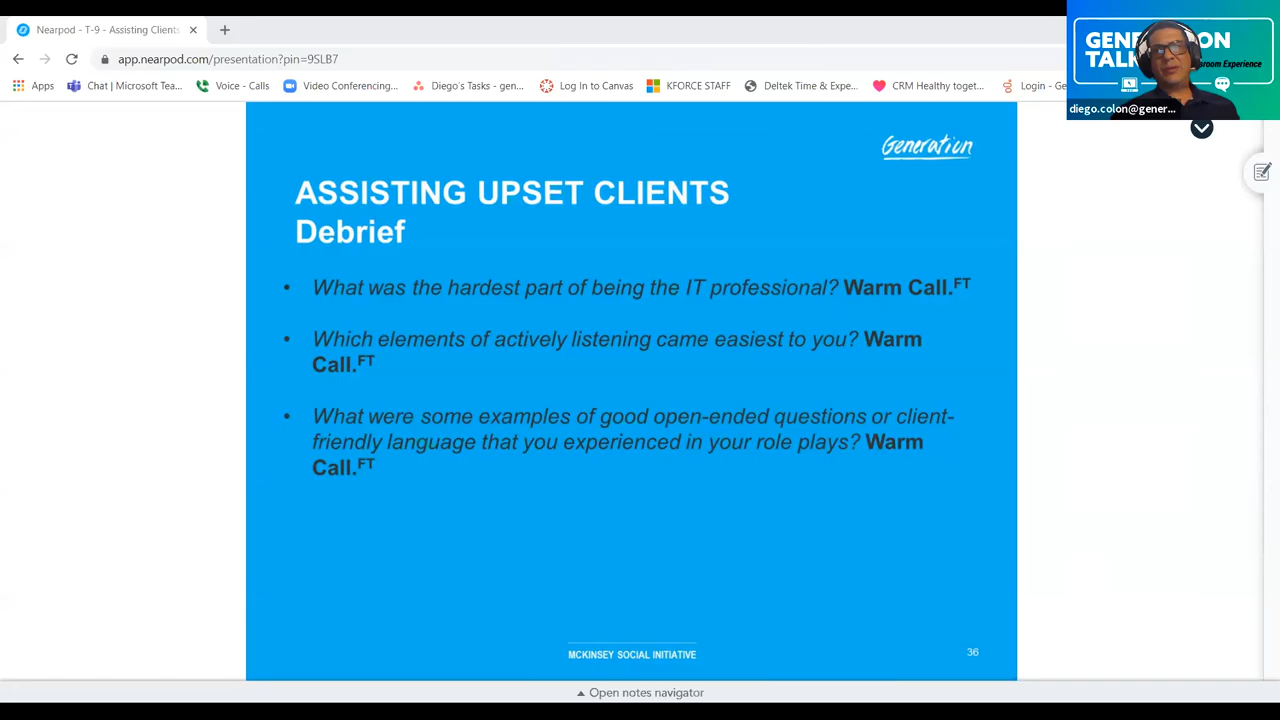 Nearpod - T-9 - Assisting Clients
app.nearpod.com/presentation?pin=9SLB7
Apps
Chat | Microsoft Tea...
Voice - Calls
Video Conferencing...
Diego's Tasks - gen...
Log In to Canvas
KFORCE STAFF
Deltek Time & Expe...
CRM Healthy toget...
Login - Ge
TALK
diego.colon@gener...
Generation
ASSISTING UPSET CLIENTS
Debrief
• What was the hardest part of being the IT professional? Warm Call.FT
• Which elements of actively listening came easiest to you? Warm
Call.FT
• What were some examples of good open-ended questions or client-
friendly language that you experienced in your role plays? Warm
Call.FT
MCKINSEY SOCIAL INITIATIVE
36
Open notes navigator